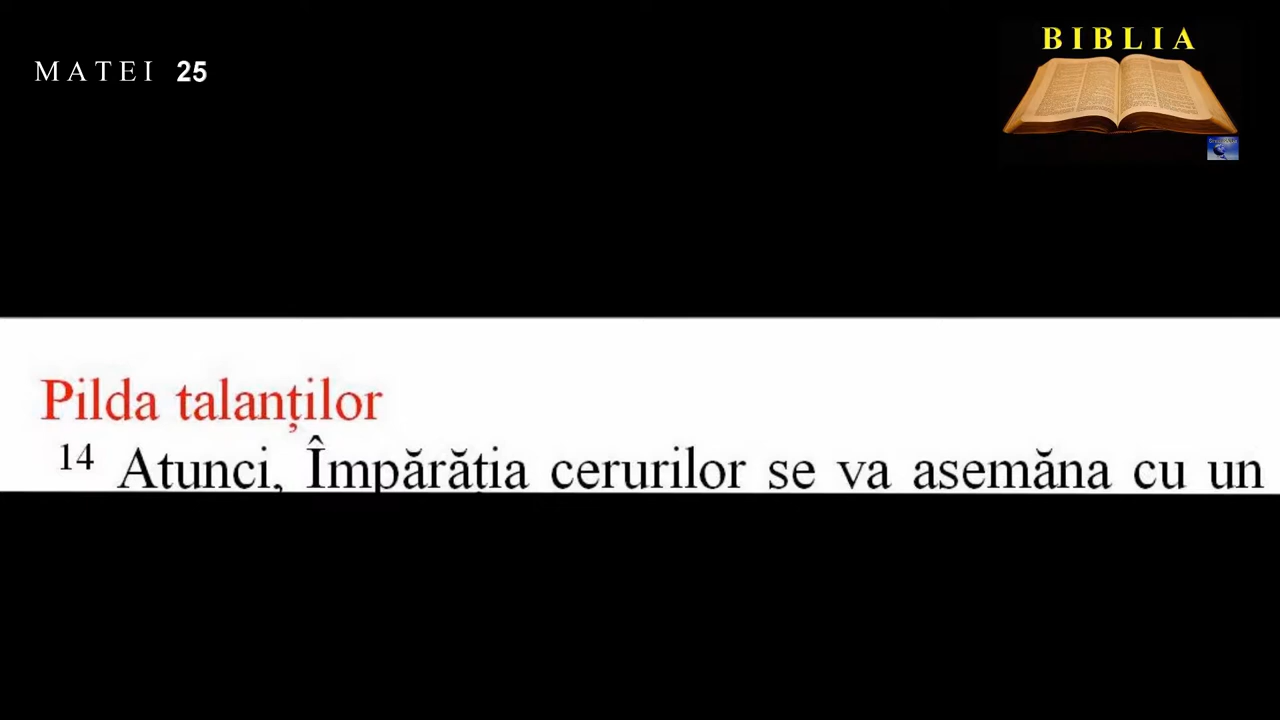 MATEI 25
BIBLIA
Pilda talanților
14 Atunci, Împărăția cerurilor se va asemăna cu un